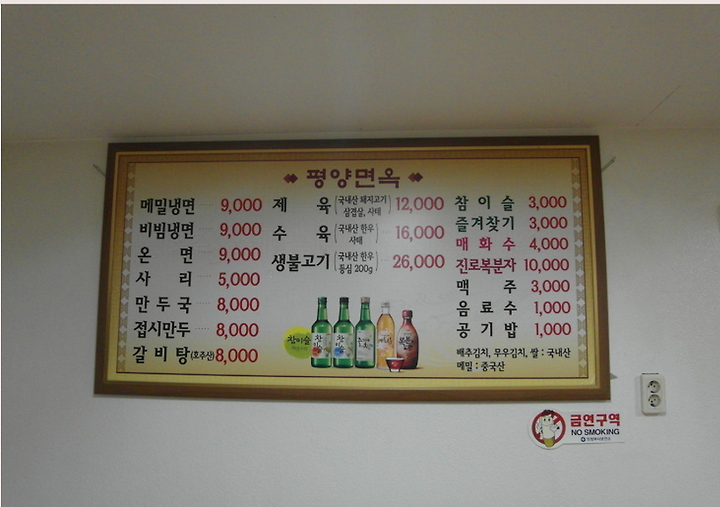 평양면옥
메밀냉면 9,000
비빔냉면 9,000
온 면 9,000
사 리 5,000
만두국 8,000
접시만두 8,000
갈비탕(호주산) 8,000
제 육 (국내산 돼지고기 삼겹살, 사태) 12,000
수 육 (국내산 한우 사태) 16,000
생불고기 (국내산 한우 등심 200g) 26,000
참이슬
참 이 슬 3,000
즐겨찾기 3,000
매 화 수 4,000
진로복분자 10,000
맥 주 3,000
음 료 수 1,000
공 기 밥 1,000
배추김치, 무우김치, 쌀 : 국내산
메밀 : 중국산
금연구역
NO SMOKING